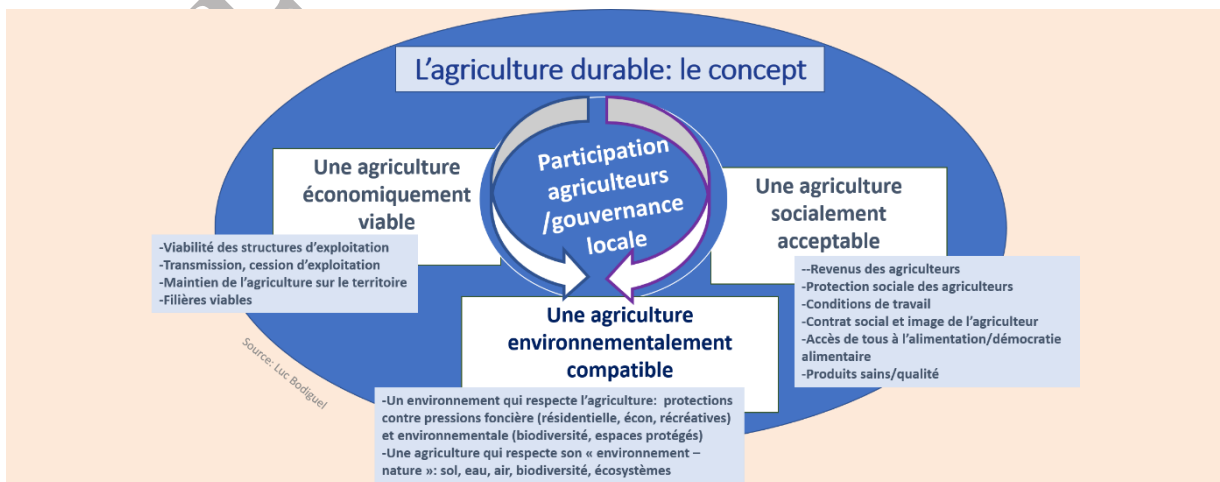 L'agriculture durable: le concept
Participation
agriculteurs
/gouvernance
locale
Une agriculture
économiquement
viable
-Viabilité des structures d'exploitation
-Transmission, cession d'exploitation
-Maintien de l'agriculture sur le territoire
-Filières viables
Une agriculture
socialement
acceptable
--Revenus des agriculteurs
-Protection sociale des agriculteurs
-Conditions de travail
-Contrat social et image de l'agriculteur
-Accès de tous à l'alimentation/démocratie
alimentaire
-Produits sains/qualité
Une agriculture
environnementalement
compatible
-Un environnement qui respecte l'agriculture: protections
contre pressions foncière (résidentielle, écon, récréatives)
et environnementale (biodiversité, espaces protégés)
-Une agriculture qui respecte son « environnement –
nature »: sol, eau, air, biodiversité, écosystèmes
Source: Luc Bodiguel